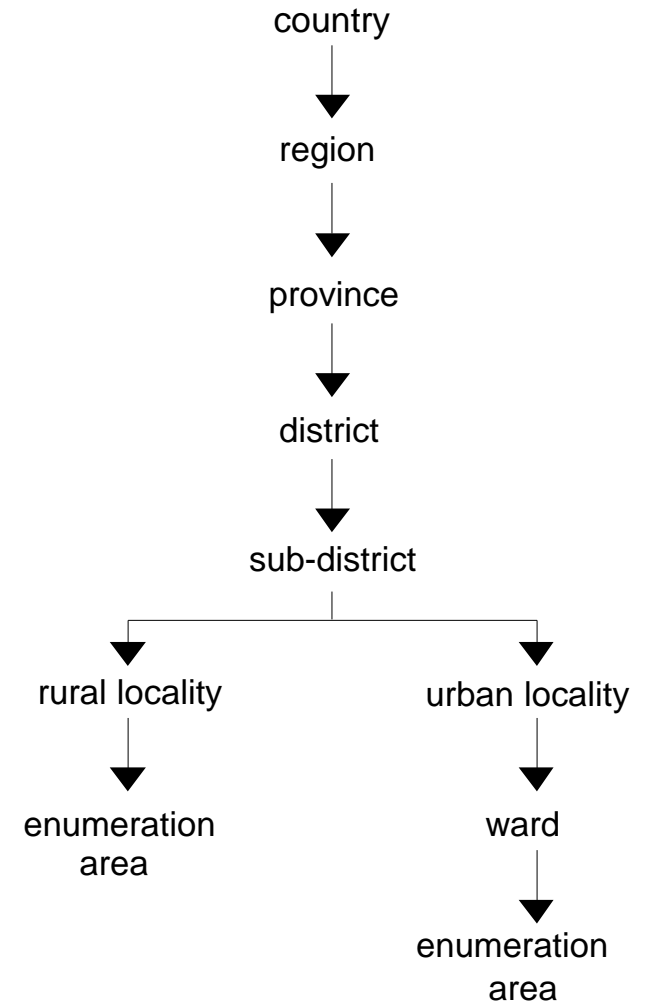 country
region
province
district
sub-district
rural locality
urban locality
enumeration
area
ward
enumeration
area